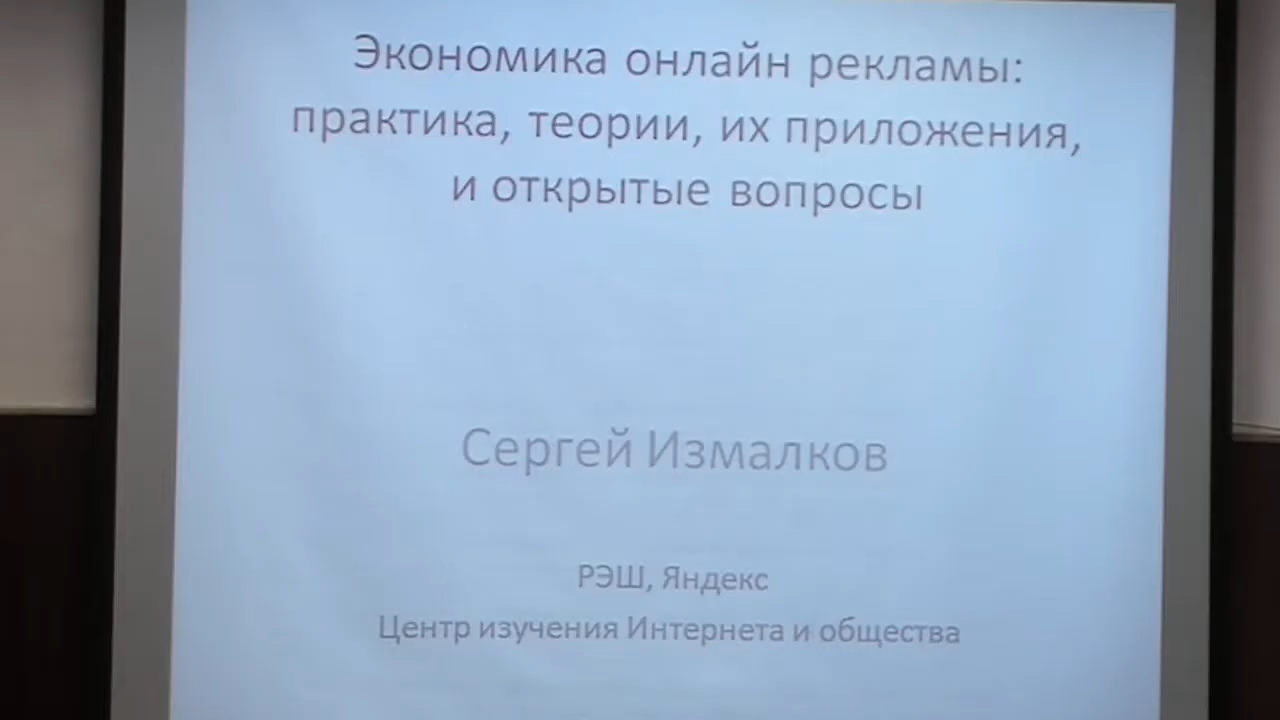 Экономика онлайн рекламы:
практика, теории, их приложения,
и открытые вопросы
Сергей Измалков
РЭШ, Яндекс
Центр изучения Интернета и общества